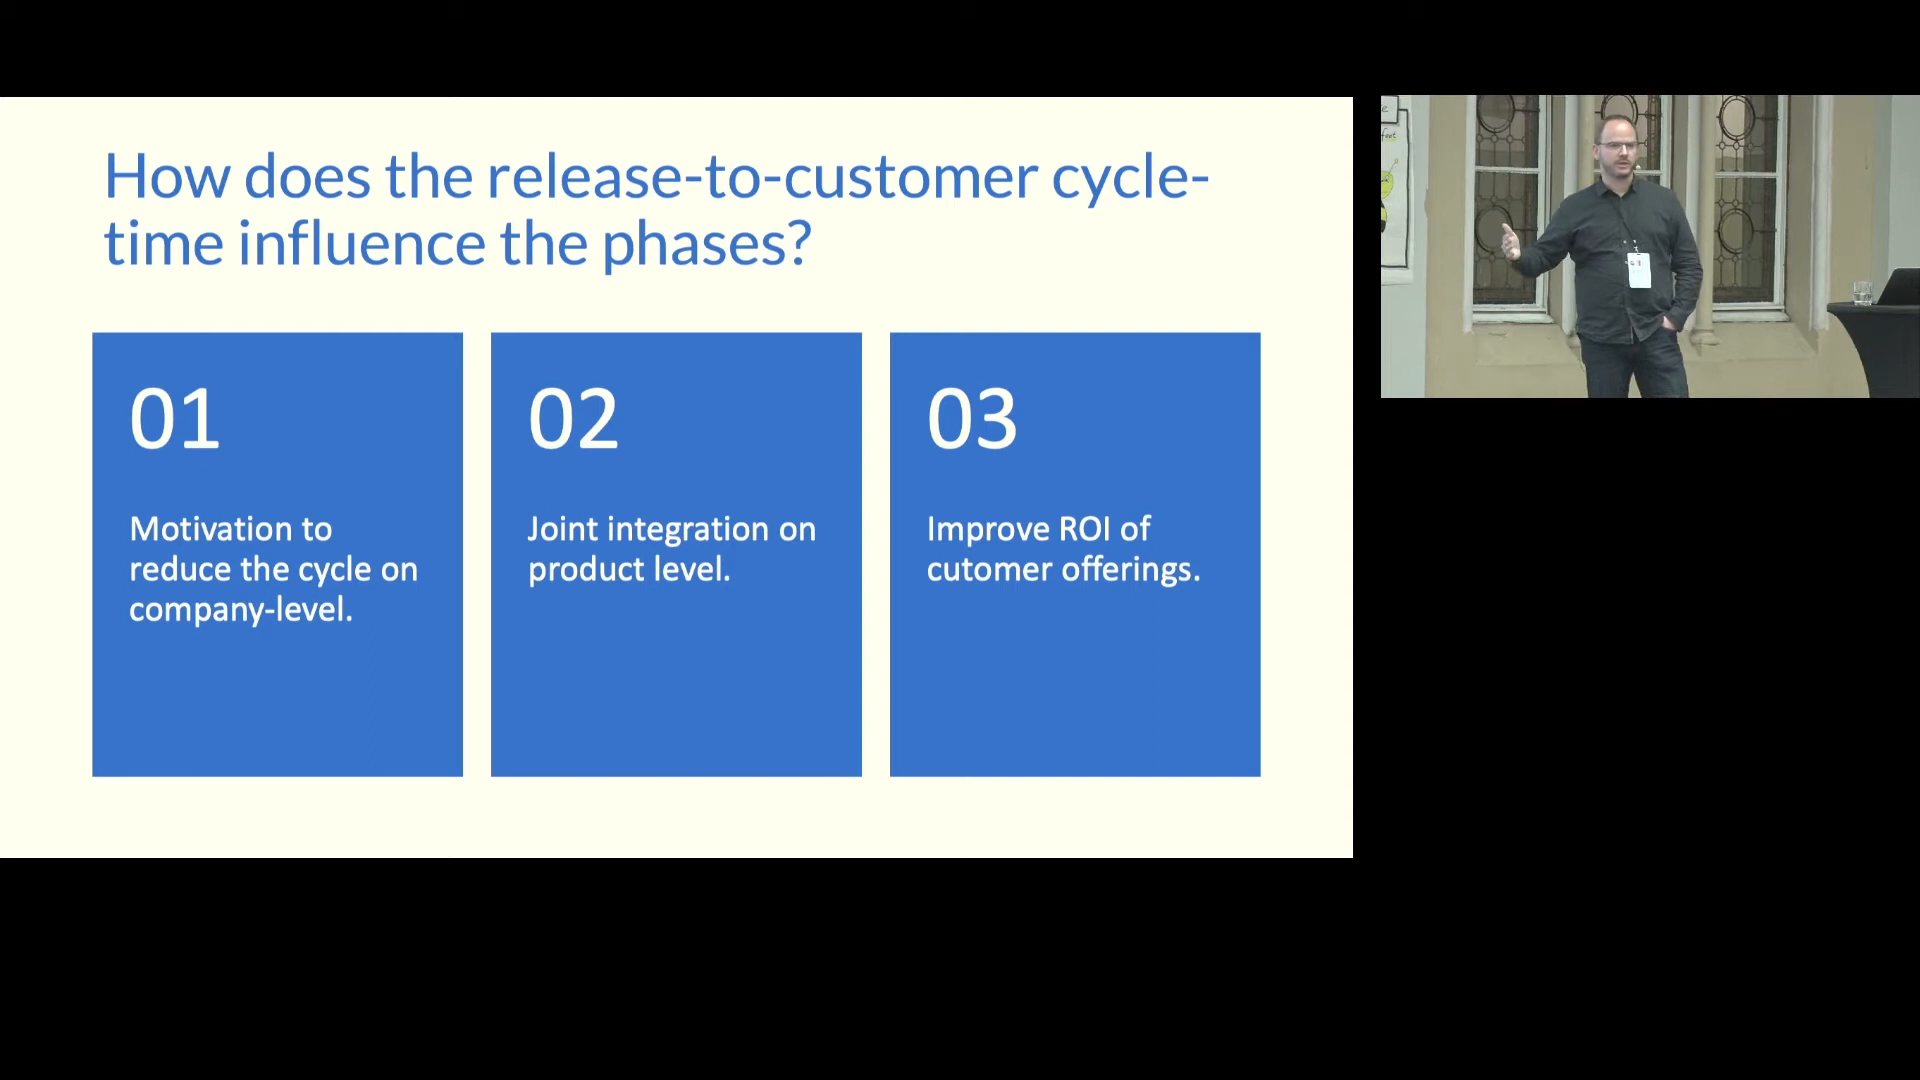 How does the release-to-customer cycle-
time influence the phases?
01
Motivation to
reduce the cycle on
company-level.
02
Joint integration on
product level.
03
Improve ROI of
cutomer offerings.